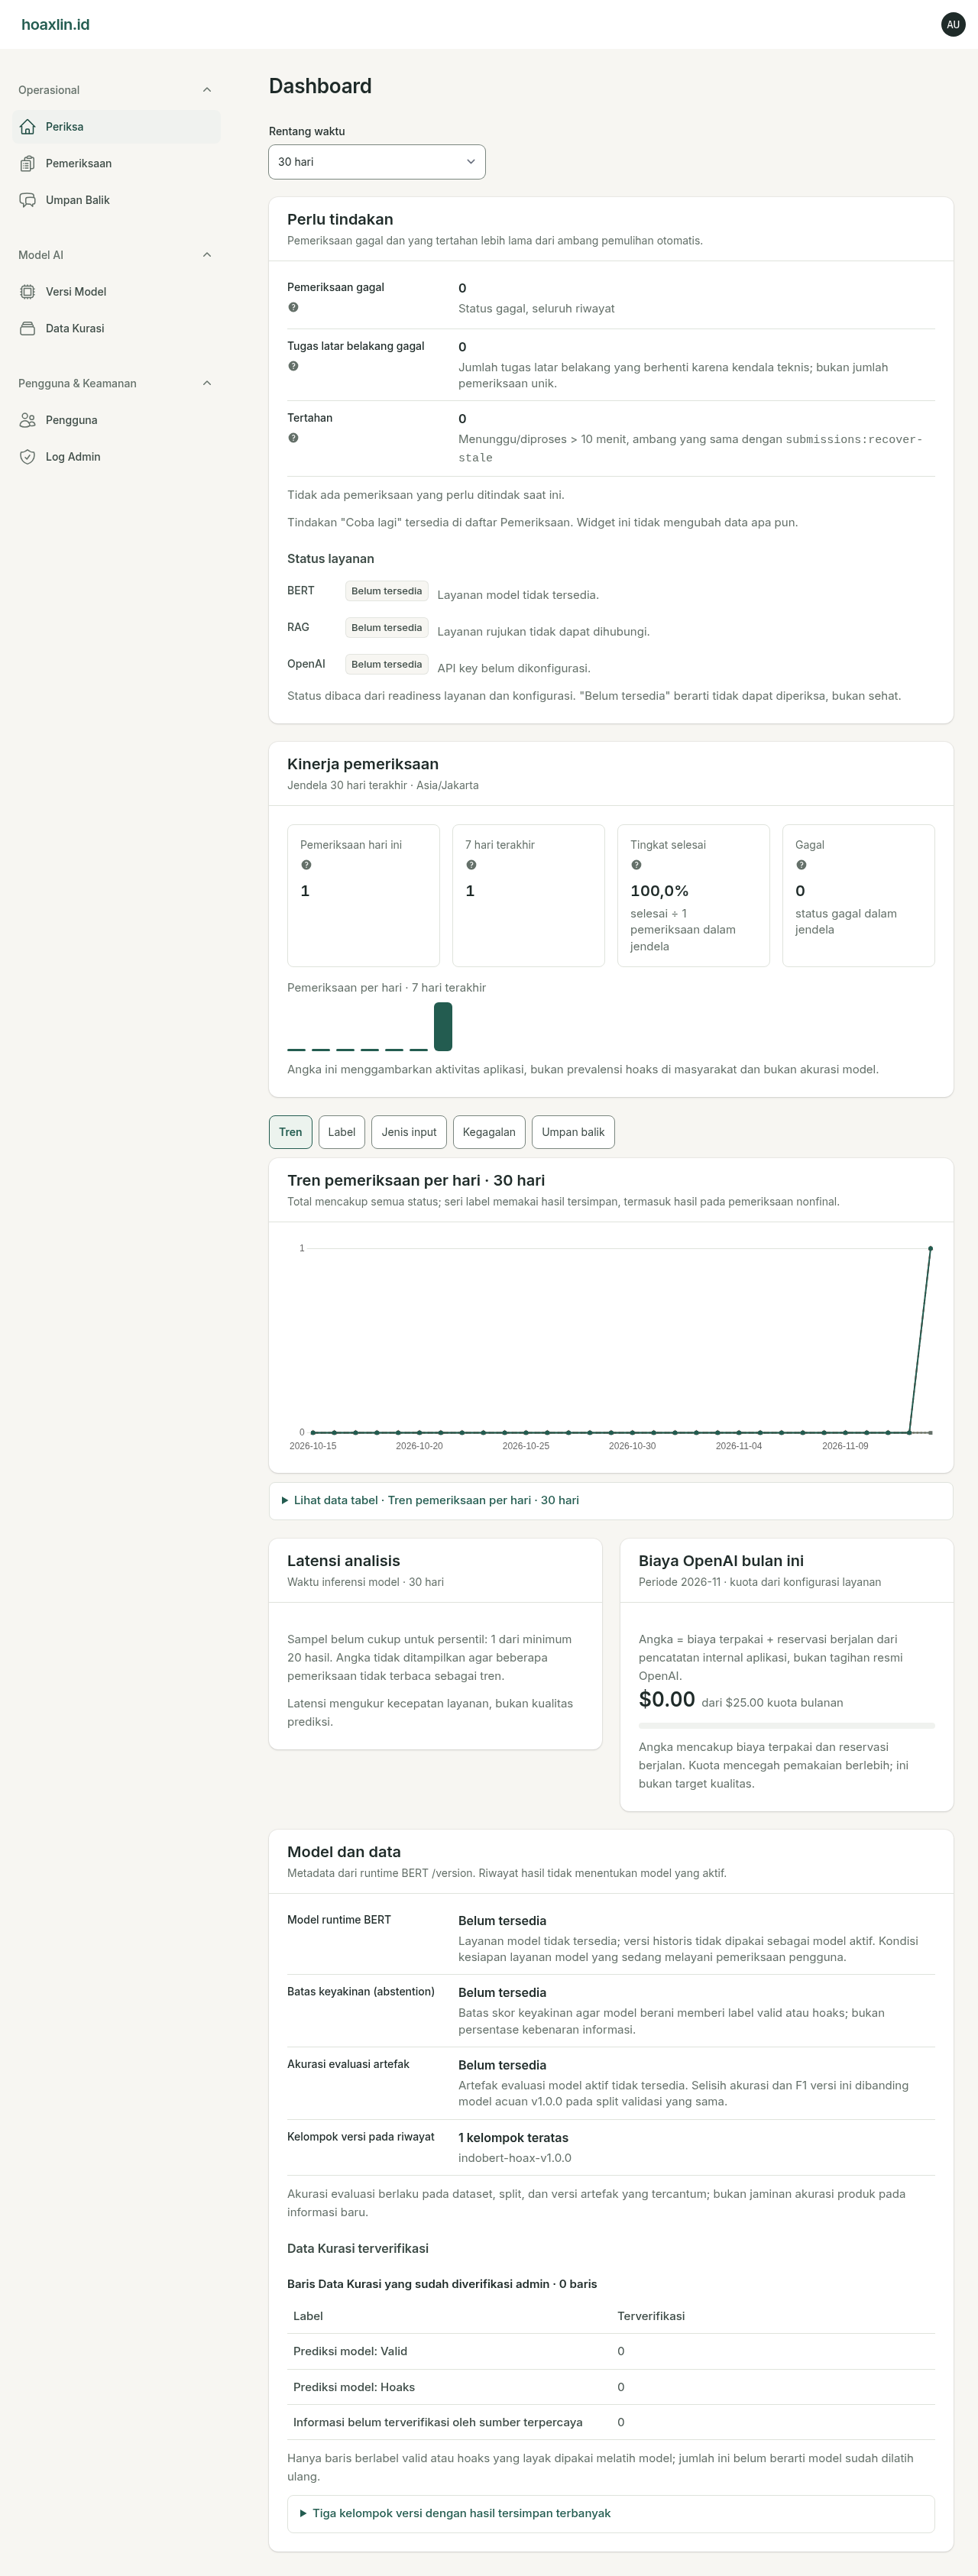 hoaxlin.id
AU
Operasional
Periksa
Pemeriksaan
Umpan Balik
Model AI
Versi Model
Data Kurasi
Pengguna & Keamanan
Pengguna
Log Admin
Dashboard
Rentang waktu
30 hari
Perlu tindakan
Pemeriksaan gagal dan yang tertahan lebih lama dari ambang pemulihan otomatis.
Pemeriksaan gagal
?
0
Status gagal, seluruh riwayat
Tugas latar belakang gagal
?
0
Jumlah tugas latar belakang yang berhenti karena kendala teknis; bukan jumlah
pemeriksaan unik.
Tertahan
?
0
Menunggu/diproses > 10 menit, ambang yang sama dengan submissions:recover-
stale
Tidak ada pemeriksaan yang perlu ditindak saat ini.
Tindakan "Coba lagi" tersedia di daftar Pemeriksaan. Widget ini tidak mengubah data apa pun.
Status layanan
BERT Belum tersedia Layanan model tidak tersedia.
RAG Belum tersedia Layanan rujukan tidak dapat dihubungi.
OpenAI Belum tersedia API key belum dikonfigurasi.
Status dibaca dari readiness layanan dan konfigurasi. "Belum tersedia" berarti tidak dapat diperiksa, bukan sehat.
Kinerja pemeriksaan
Jendela 30 hari terakhir · Asia/Jakarta
Pemeriksaan hari ini
?
1
7 hari terakhir
?
1
Tingkat selesai
?
100,0%
selesai ÷ 1
pemeriksaan dalam
jendela
Gagal
?
0
status gagal dalam
jendela
Pemeriksaan per hari · 7 hari terakhir
Angka ini menggambarkan aktivitas aplikasi, bukan prevalensi hoaks di masyarakat dan bukan akurasi model.
Tren
Label
Jenis input
Kegagalan
Umpan balik
Tren pemeriksaan per hari · 30 hari
Total mencakup semua status; seri label memakai hasil tersimpan, termasuk hasil pada pemeriksaan nonfinal.
1
0
2026-10-15 2026-10-20 2026-10-25 2026-10-30 2026-11-04 2026-11-09
Lihat data tabel · Tren pemeriksaan per hari · 30 hari
Latensi analisis
Waktu inferensi model · 30 hari
Sampel belum cukup untuk persentil: 1 dari minimum
20 hasil. Angka tidak ditampilkan agar beberapa
pemeriksaan tidak terbaca sebagai tren.
Latensi mengukur kecepatan layanan, bukan kualitas
prediksi.
Biaya OpenAI bulan ini
Periode 2026-11 · kuota dari konfigurasi layanan
Angka = biaya terpakai + reservasi berjalan dari
pencatatan internal aplikasi, bukan tagihan resmi
OpenAI.
$0.00 dari $25.00 kuota bulanan
Angka mencakup biaya terpakai dan reservasi
berjalan. Kuota mencegah pemakaian berlebih; ini
bukan target kualitas.
Model dan data
Metadata dari runtime BERT /version. Riwayat hasil tidak menentukan model yang aktif.
Model runtime BERT
Belum tersedia
Layanan model tidak tersedia; versi historis tidak dipakai sebagai model aktif. Kondisi
kesiapan layanan model yang sedang melayani pemeriksaan pengguna.
Batas keyakinan (abstention)
Belum tersedia
Batas skor keyakinan agar model berani memberi label valid atau hoaks; bukan
persentase kebenaran informasi.
Akurasi evaluasi artefak
Belum tersedia
Artefak evaluasi model aktif tidak tersedia. Selisih akurasi dan F1 versi ini dibanding
model acuan v1.0.0 pada split validasi yang sama.
Kelompok versi pada riwayat
1 kelompok teratas
indobert-hoax-v1.0.0
Akurasi evaluasi berlaku pada dataset, split, dan versi artefak yang tercantum; bukan jaminan akurasi produk pada
informasi baru.
Data Kurasi terverifikasi
Baris Data Kurasi yang sudah diverifikasi admin · 0 baris
Label Terverifikasi
Prediksi model: Valid 0
Prediksi model: Hoaks 0
Informasi belum terverifikasi oleh sumber terpercaya 0
Hanya baris berlabel valid atau hoaks yang layak dipakai melatih model; jumlah ini belum berarti model sudah dilatih
ulang.
Tiga kelompok versi dengan hasil tersimpan terbanyak